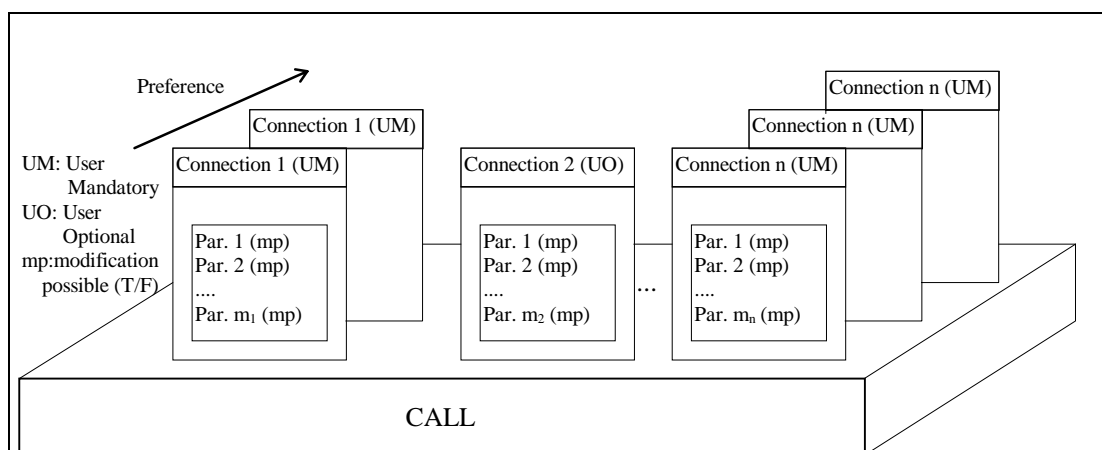 Preference
Connection n (UM)
Connection 1 (UM)
Connection n (UM)
Connection 1 (UM)
Connection 2 (UO)
Connection n (UM)
UM: User
Mandatory
UO: User
Optional
mp:modification
possible (T/F)
Par. 1 (mp)
Par. 2 (mp)
....
Par. m₁ (mp)
Par. 1 (mp)
Par. 2 (mp)
....
Par. m₂ (mp)
...
Par. 1 (mp)
Par. 2 (mp)
....
Par. mₙ (mp)
CALL